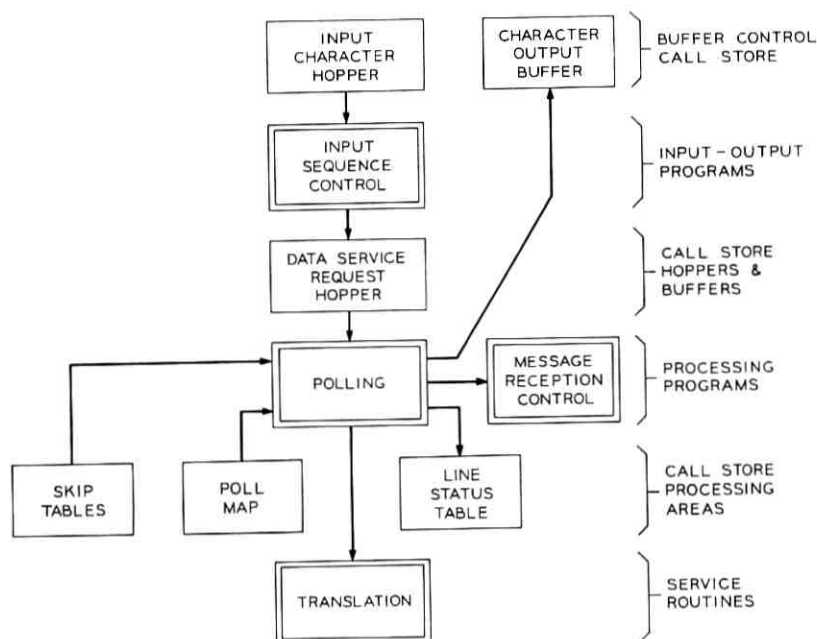 INPUT
CHARACTER
HOPPER
CHARACTER
OUTPUT
BUFFER
BUFFER CONTROL
CALL STORE
INPUT
SEQUENCE
CONTROL
INPUT-OUTPUT
PROGRAMS
DATA SERVICE
REQUEST
HOPPER
CALL STORE
HOPPERS &
BUFFERS
POLLING
MESSAGE
RECEPTION
CONTROL
PROCESSING
PROGRAMS
SKIP
TABLES
POLL
MAP
LINE
STATUS
TABLE
CALL STORE
PROCESSING
AREAS
TRANSLATION
SERVICE
ROUTINES